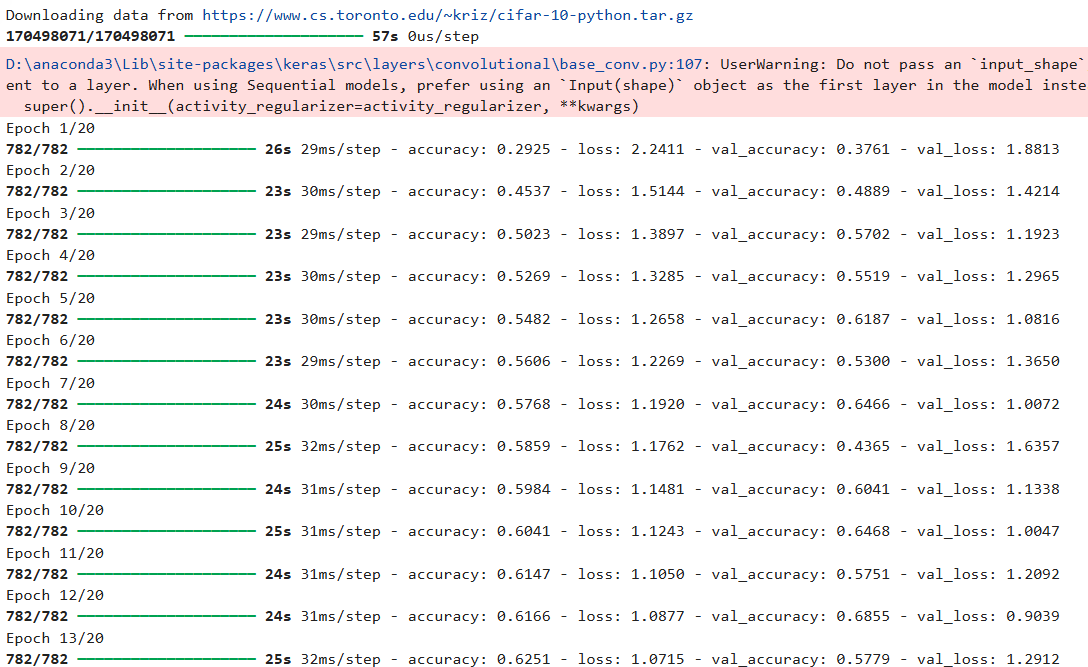 Downloading data from https://www.cs.toronto.edu/~kriz/cifar-10-python.tar.gz
170498071/170498071 ━━━━━━━━━━━━━━━━━━━━ 57s 0us/step
D:\anaconda3\Lib\site-packages\keras\src\layers\convolutional\base_conv.py:107: UserWarning: Do not pass an `input_shape`
ent to a layer. When using Sequential models, prefer using an `Input(shape)` object as the first layer in the model inste
super().__init__(activity_regularizer=activity_regularizer, **kwargs)
Epoch 1/20
782/782 ━━━━━━━━━━━━━━━━━━━━ 26s 29ms/step - accuracy: 0.2925 - loss: 2.2411 - val_accuracy: 0.3761 - val_loss: 1.8813
Epoch 2/20
782/782 ━━━━━━━━━━━━━━━━━━━━ 23s 30ms/step - accuracy: 0.4537 - loss: 1.5144 - val_accuracy: 0.4889 - val_loss: 1.4214
Epoch 3/20
782/782 ━━━━━━━━━━━━━━━━━━━━ 23s 29ms/step - accuracy: 0.5023 - loss: 1.3897 - val_accuracy: 0.5702 - val_loss: 1.1923
Epoch 4/20
782/782 ━━━━━━━━━━━━━━━━━━━━ 23s 30ms/step - accuracy: 0.5269 - loss: 1.3285 - val_accuracy: 0.5519 - val_loss: 1.2965
Epoch 5/20
782/782 ━━━━━━━━━━━━━━━━━━━━ 23s 30ms/step - accuracy: 0.5482 - loss: 1.2658 - val_accuracy: 0.6187 - val_loss: 1.0816
Epoch 6/20
782/782 ━━━━━━━━━━━━━━━━━━━━ 23s 29ms/step - accuracy: 0.5606 - loss: 1.2269 - val_accuracy: 0.5300 - val_loss: 1.3650
Epoch 7/20
782/782 ━━━━━━━━━━━━━━━━━━━━ 24s 30ms/step - accuracy: 0.5768 - loss: 1.1920 - val_accuracy: 0.6466 - val_loss: 1.0072
Epoch 8/20
782/782 ━━━━━━━━━━━━━━━━━━━━ 25s 32ms/step - accuracy: 0.5859 - loss: 1.1762 - val_accuracy: 0.4365 - val_loss: 1.6357
Epoch 9/20
782/782 ━━━━━━━━━━━━━━━━━━━━ 24s 31ms/step - accuracy: 0.5984 - loss: 1.1481 - val_accuracy: 0.6041 - val_loss: 1.1338
Epoch 10/20
782/782 ━━━━━━━━━━━━━━━━━━━━ 25s 31ms/step - accuracy: 0.6041 - loss: 1.1243 - val_accuracy: 0.6468 - val_loss: 1.0047
Epoch 11/20
782/782 ━━━━━━━━━━━━━━━━━━━━ 24s 31ms/step - accuracy: 0.6147 - loss: 1.1050 - val_accuracy: 0.5751 - val_loss: 1.2092
Epoch 12/20
782/782 ━━━━━━━━━━━━━━━━━━━━ 24s 31ms/step - accuracy: 0.6166 - loss: 1.0877 - val_accuracy: 0.6855 - val_loss: 0.9039
Epoch 13/20
782/782 ━━━━━━━━━━━━━━━━━━━━ 25s 32ms/step - accuracy: 0.6251 - loss: 1.0715 - val_accuracy: 0.5779 - val_loss: 1.2912